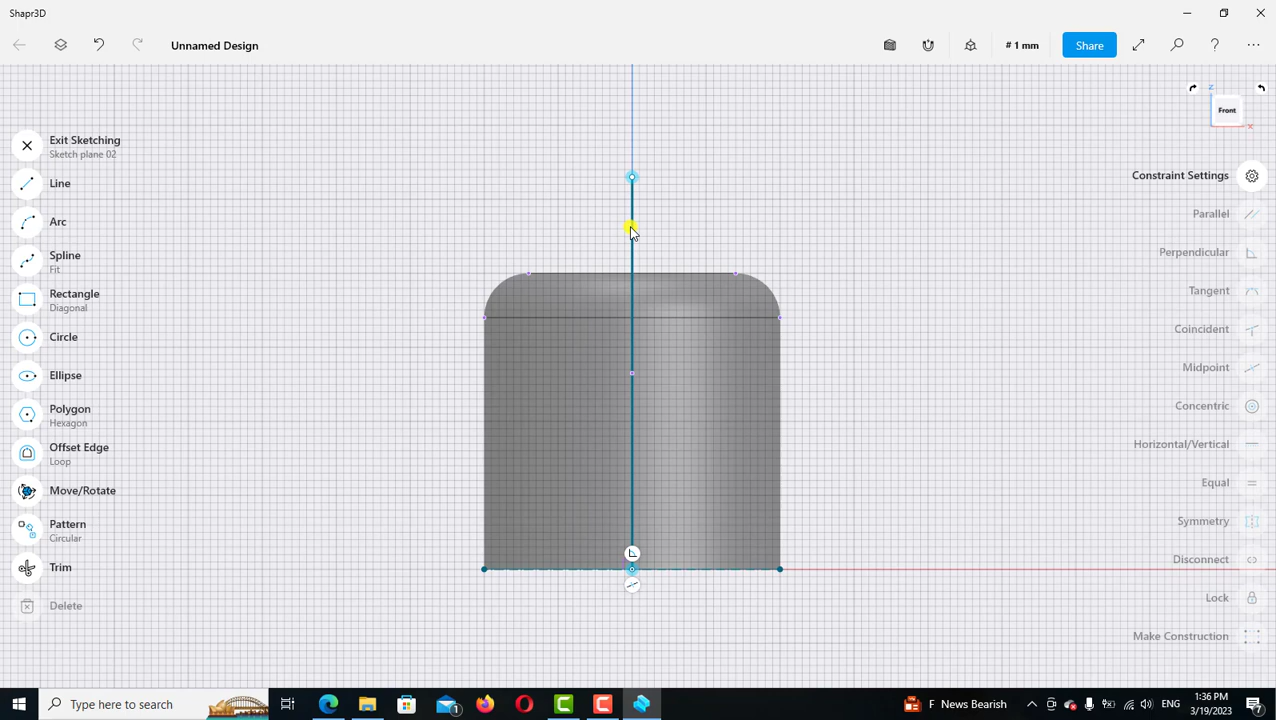 Shapr3D
Unnamed Design
# 1 mm
Share
Z
Front
X
Exit Sketching
Sketch plane 02
Line
Arc
Spline
Fit
Rectangle
Diagonal
Circle
Ellipse
Polygon
Hexagon
Offset Edge
Loop
Move/Rotate
Pattern
Circular
Trim
Delete
Constraint Settings
Parallel
Perpendicular
Tangent
Coincident
Midpoint
Concentric
Horizontal/Vertical
Equal
Symmetry
Disconnect
Lock
Make Construction
Type here to search
1
F News Bearish
ENG
1:36 PM
3/19/2023
7